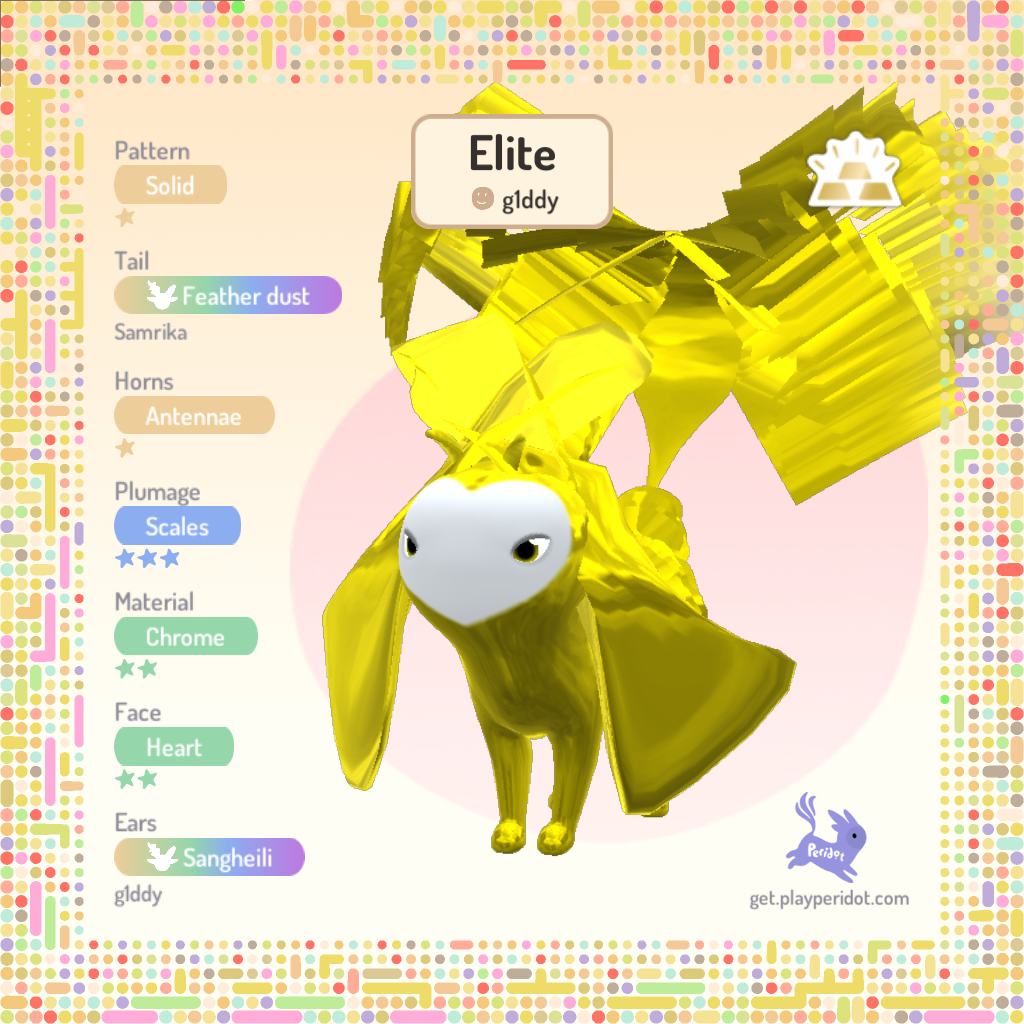 Elite
g1ddy
Pattern
Solid
Tail
Feather dust
Samrika
Horns
Antennae
Plumage
Scales
Material
Chrome
Face
Heart
Ears
Sangheili
g1ddy
Peridot
get.playperidot.com